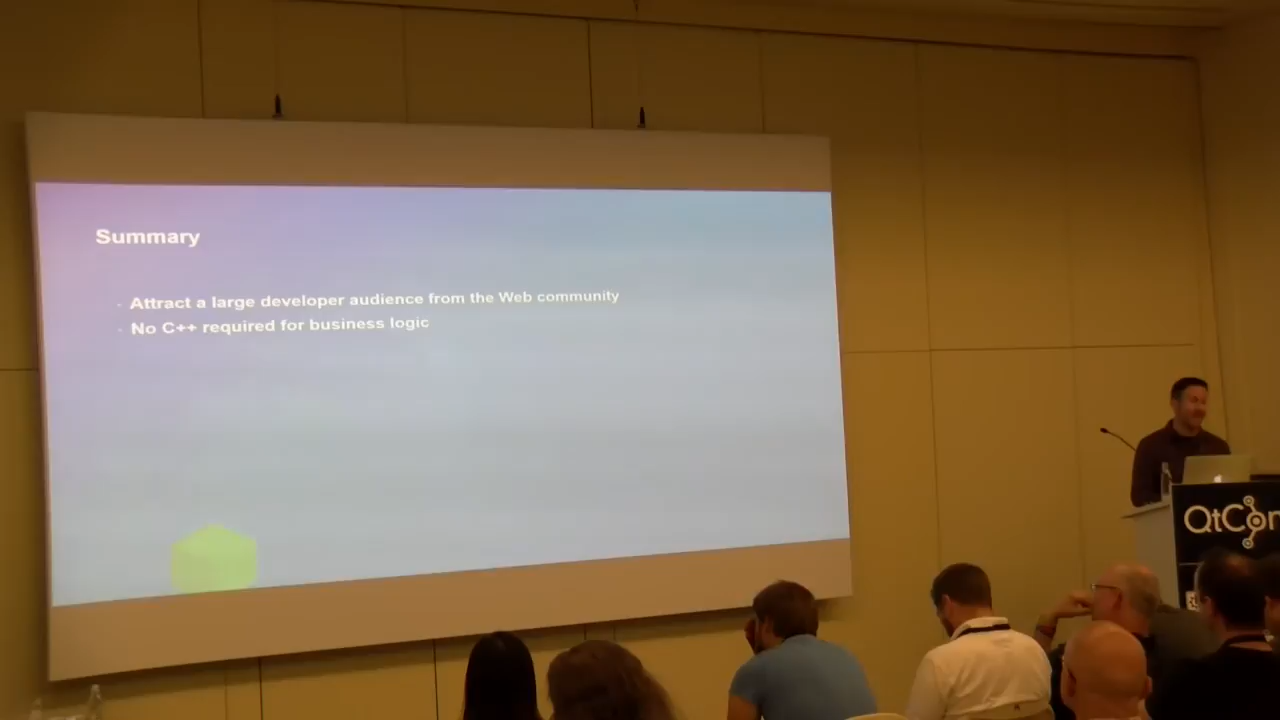 Summary
- Attract a large developer audience from the Web community
- No C++ required for business logic
QtCon